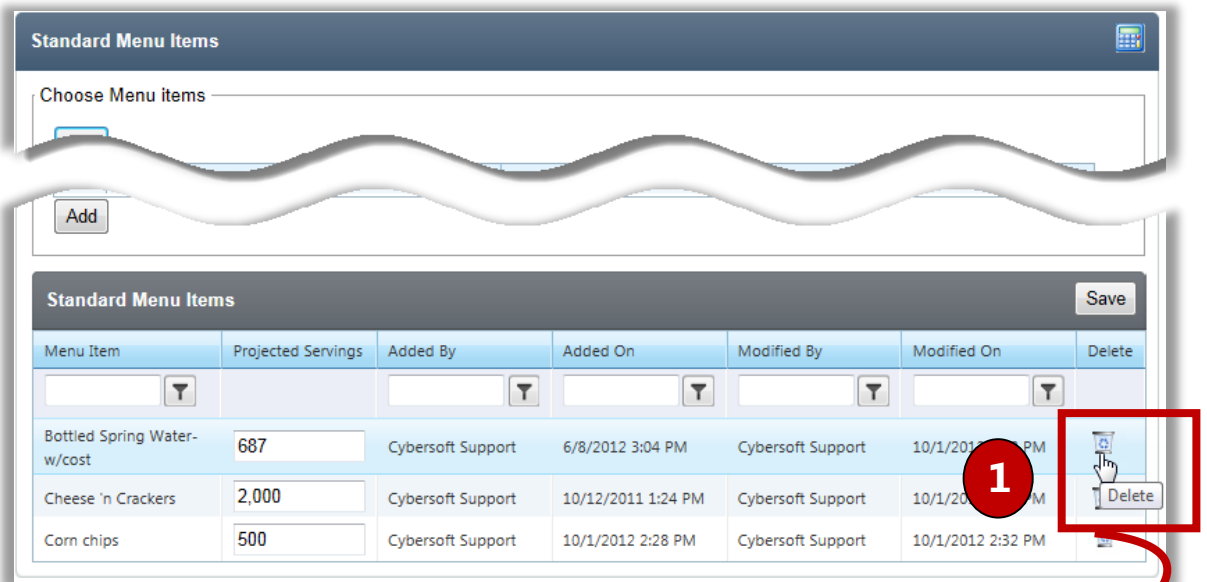 Standard Menu Items
Choose Menu items
Add
Standard Menu Items
Save
Menu Item Projected Servings Added By Added On Modified By Modified On Delete
Bottled Spring Water-
w/cost
687 Cybersoft Support 6/8/2012 3:04 PM Cybersoft Support PM
1
Delete
Cheese 'n Crackers 2,000 Cybersoft Support 10/12/2011 1:24 PM Cybersoft Support
Corn chips 500 Cybersoft Support 10/1/2012 2:28 PM Cybersoft Support 10/1/2012 2:32 PM